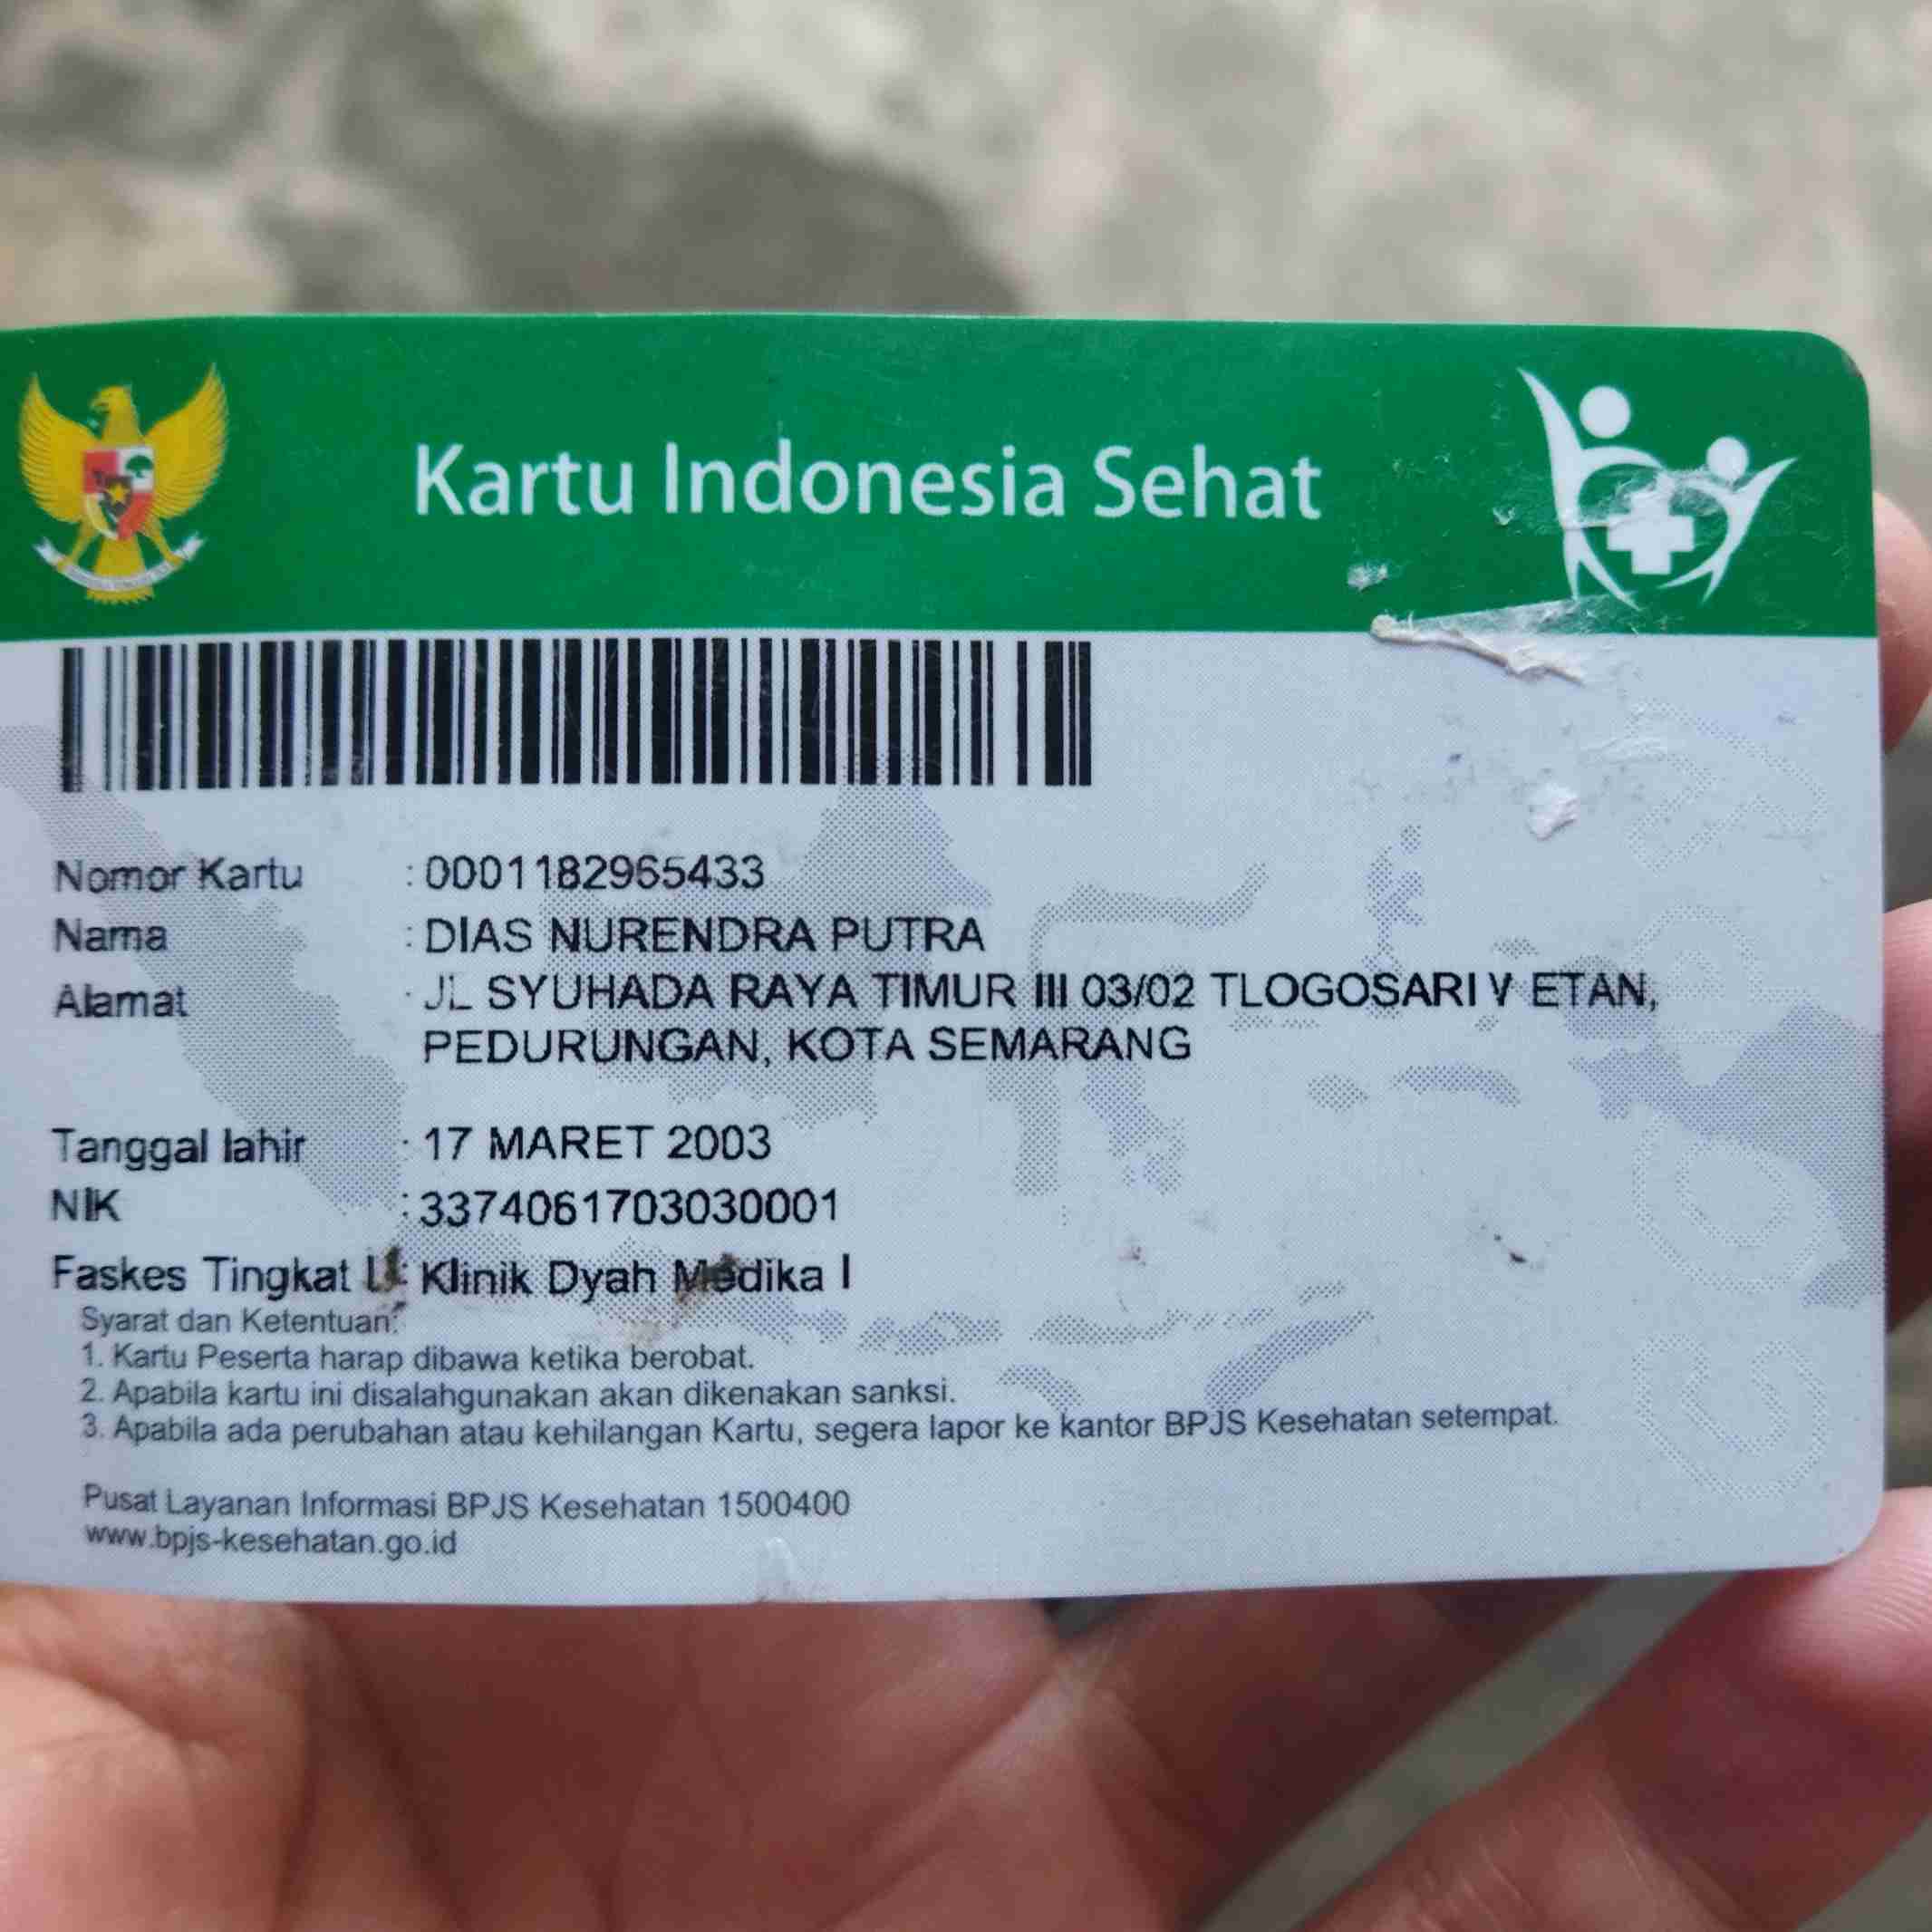 Kartu Indonesia Sehat
Nomor Kartu : 0001182965433
Nama : DIAS NURENDRA PUTRA
Alamat : JL SYUHADA RAYA TIMUR III 03/02 TLOGOSARI V ETAN,
PEDURUNGAN, KOTA SEMARANG
Tanggal lahir : 17 MARET 2003
NIK : 3374061703030001
Faskes Tingkat I : Klinik Dyah Medika I
Syarat dan Ketentuan:
1. Kartu Peserta harap dibawa ketika berobat.
2. Apabila kartu ini disalahgunakan akan dikenakan sanksi.
3. Apabila ada perubahan atau kehilangan Kartu, segera lapor ke kantor BPJS Kesehatan setempat.
Pusat Layanan Informasi BPJS Kesehatan 1500400
www.bpjs-kesehatan.go.id